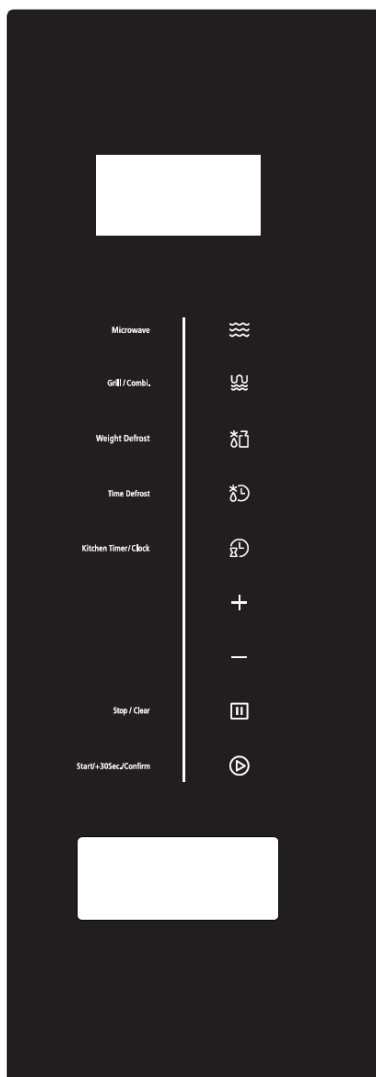 Microwave
Grill / Combi.
Weight Defrost
Time Defrost
Kitchen Timer/ Clock
+
−
Stop / Clear
Start/+30Sec./Confirm